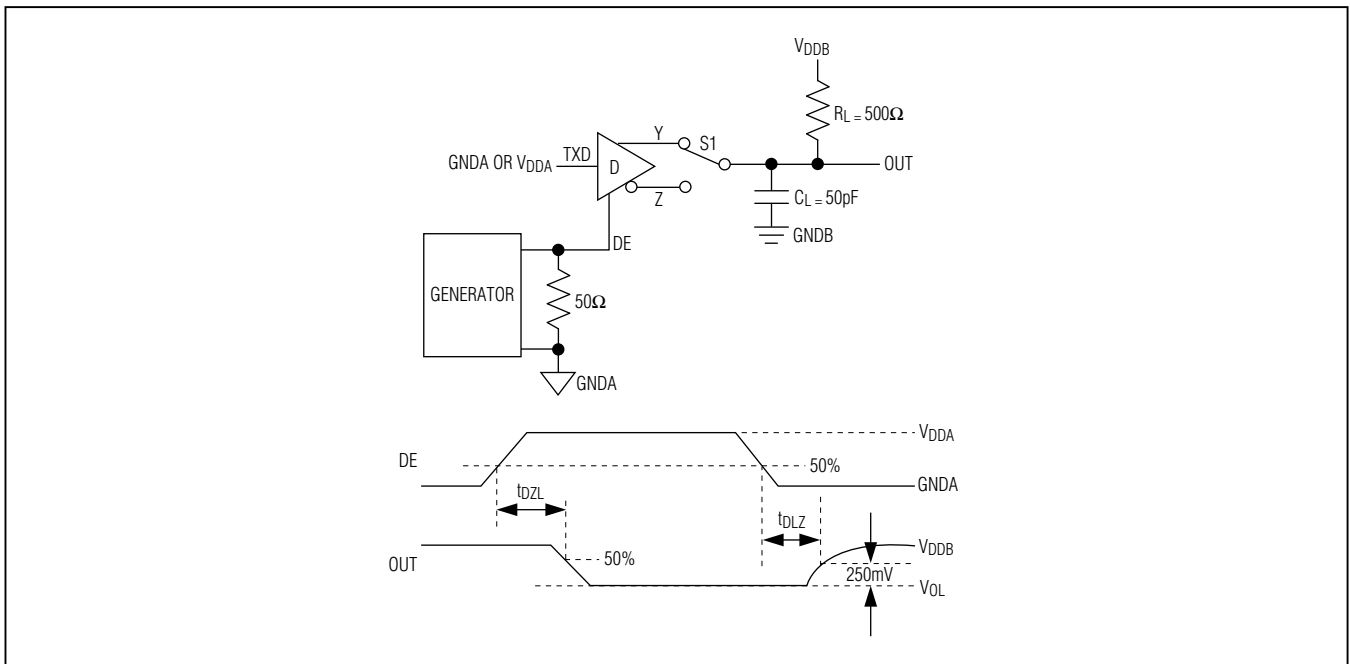 VDDB
RL = 500Ω
Y
S1
GNDA OR VDDA
TXD
D
OUT
Z
CL = 50pF
GNDB
DE
GENERATOR
50Ω
GNDA
VDDA
DE
50%
GNDA
tDZL
tDLZ
VDDB
OUT
50%
250mV
VOL